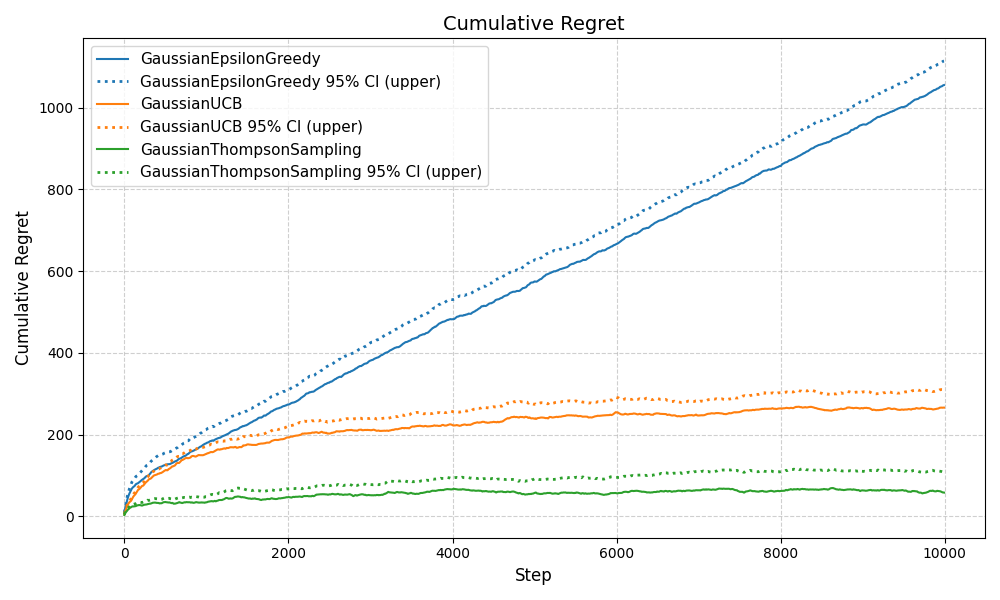 Cumulative Regret
GaussianEpsilonGreedy
GaussianEpsilonGreedy 95% CI (upper)
GaussianUCB
GaussianUCB 95% CI (upper)
GaussianThompsonSampling
GaussianThompsonSampling 95% CI (upper)
Cumulative Regret
1000
800
600
400
200
0
0 2000 4000 6000 8000 10000
Step